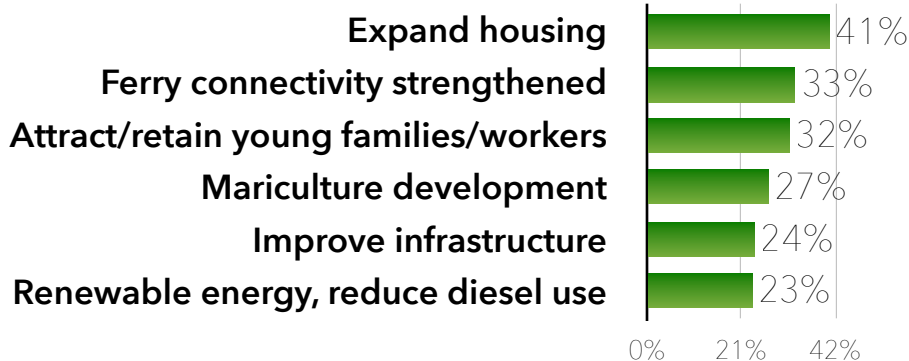 Expand housing 41%
Ferry connectivity strengthened 33%
Attract/retain young families/workers 32%
Mariculture development 27%
Improve infrastructure 24%
Renewable energy, reduce diesel use 23%
0% 21% 42%